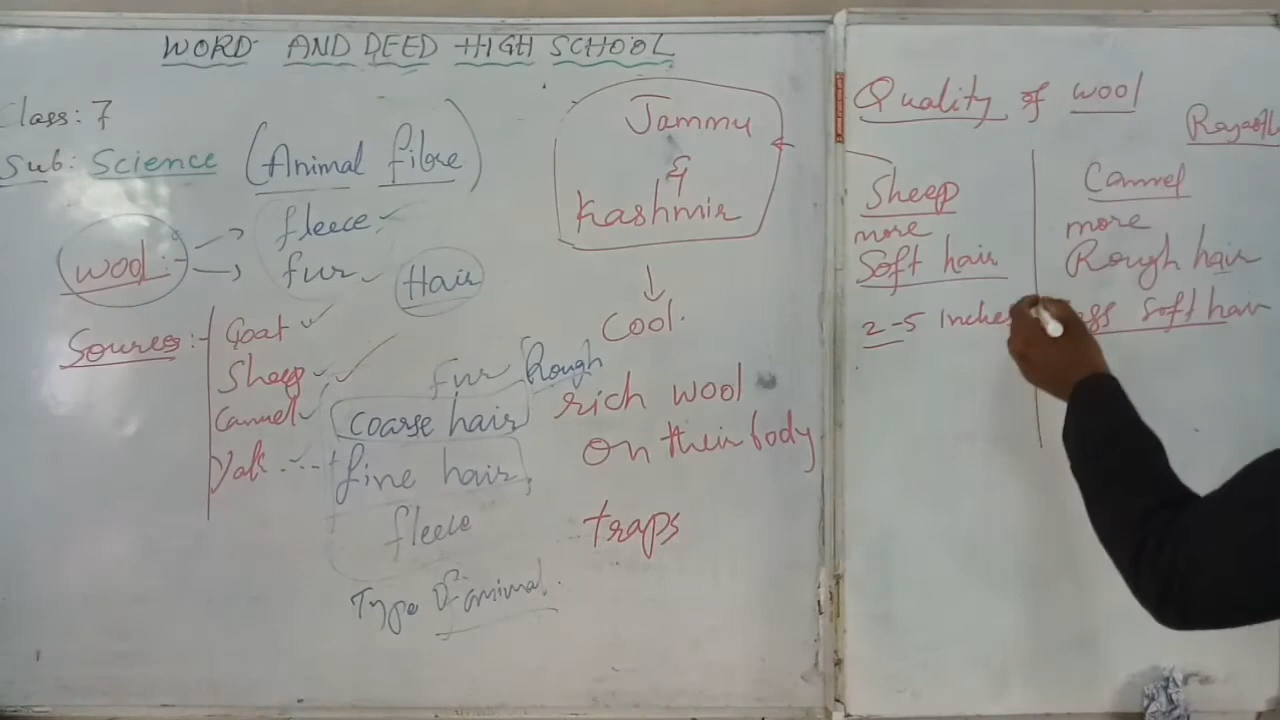 WORD AND DEED HIGH SCHOOL
Class: 7
Sub: Science (Animal fibre)
wool:- → fleece ✓
→ fur ✓ Hair
Sources:- Goat ✓
Sheep ✓ ✓
Cammel ✓
Yak
fur Rough
coarse hair
fine hair,
fleece
Type of animal.
Jammu
&
Kashmir
↓
Cool.
rich wool
on their body
traps
Quality of wool
Sheep
more
Soft hair
2-5 Inches
Cammel
more
Rough hair
soft hair